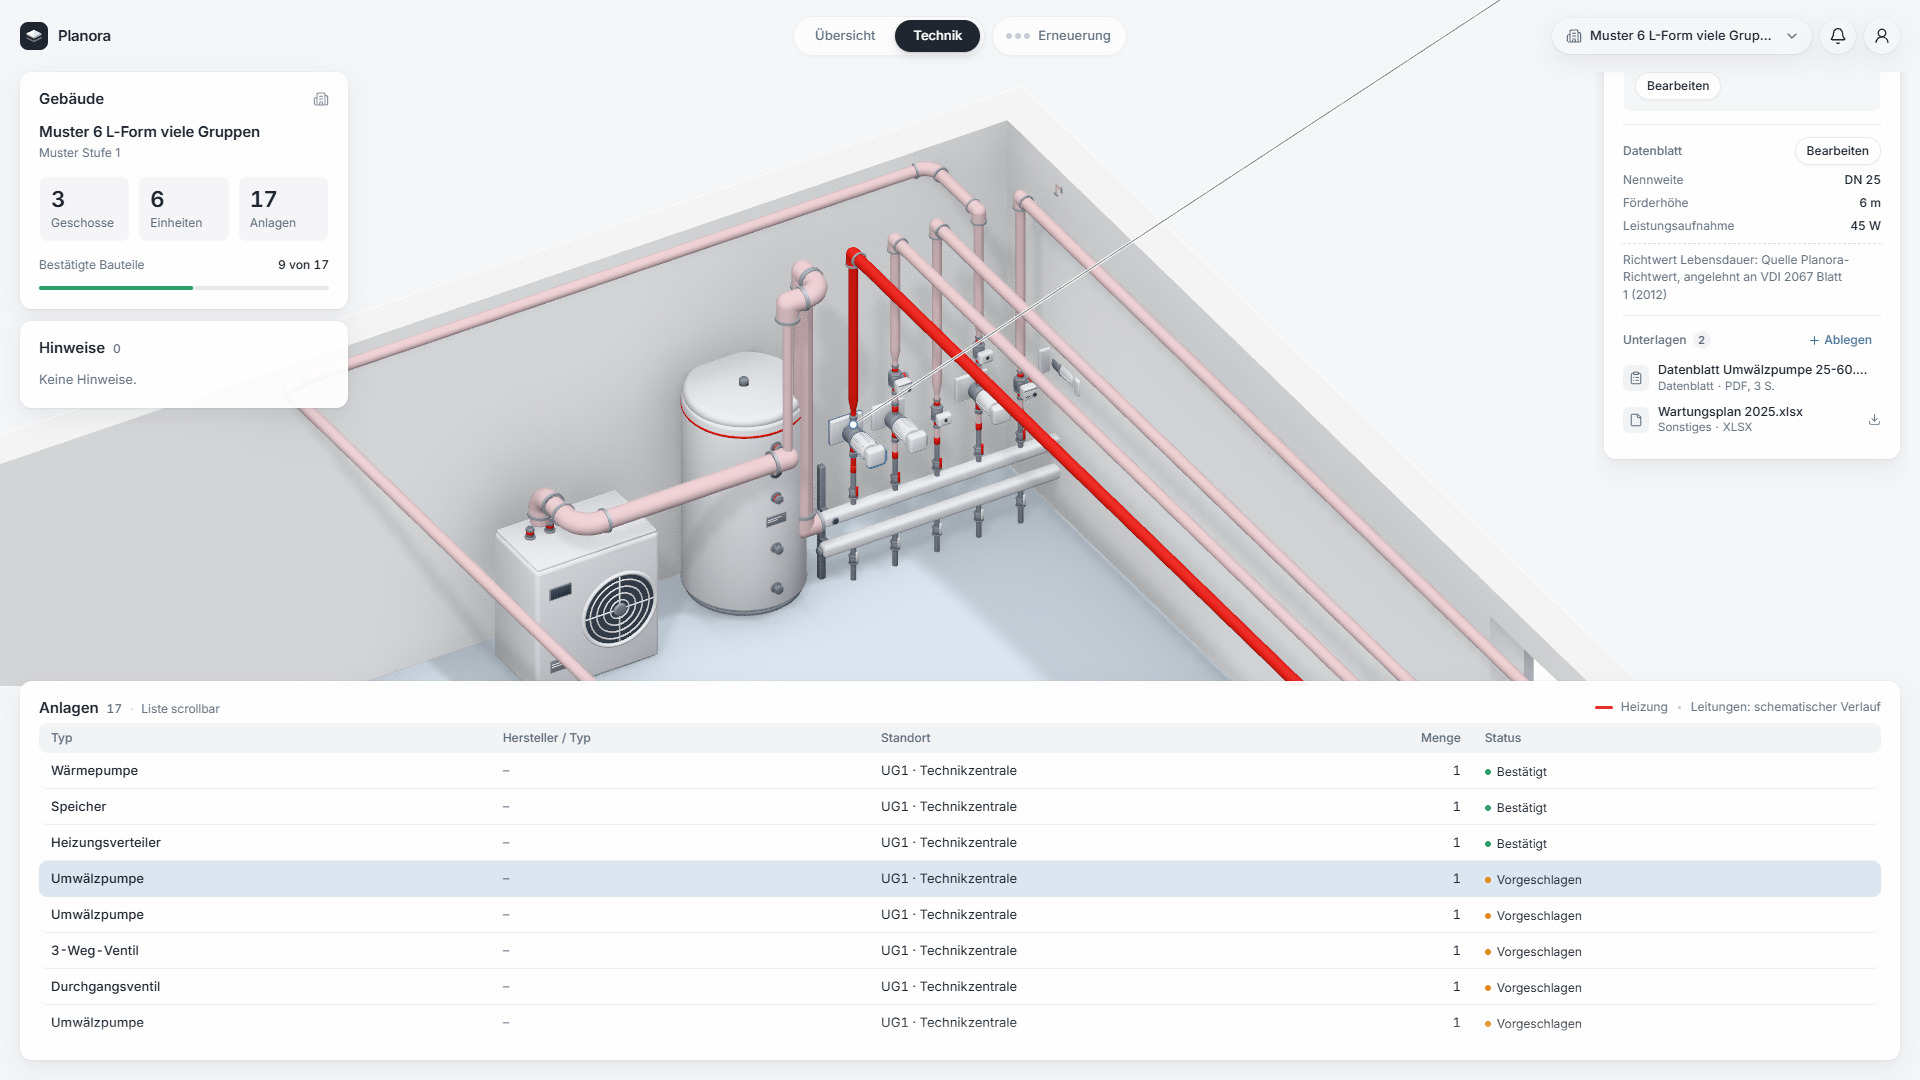 Planora
Übersicht
Technik
Erneuerung
Muster 6 L-Form viele Grup...
Gebäude
Muster 6 L-Form viele Gruppen
Muster Stufe 1
3
Geschosse
6
Einheiten
17
Anlagen
Bestätigte Bauteile
9 von 17
Hinweise 0
Keine Hinweise.
Bearbeiten
Datenblatt
Bearbeiten
Nennweite
DN 25
Förderhöhe
6 m
Leistungsaufnahme
45 W
Richtwert Lebensdauer: Quelle Planora-
Richtwert, angelehnt an VDI 2067 Blatt
1 (2012)
Unterlagen 2
+ Ablegen
Datenblatt Umwälzpumpe 25-60....
Datenblatt · PDF, 3 S.
Wartungsplan 2025.xlsx
Sonstiges · XLSX
Anlagen 17 · Liste scrollbar
Heizung · Leitungen: schematischer Verlauf
Typ Hersteller / Typ Standort Menge Status
Wärmepumpe – UG1 · Technikzentrale 1 Bestätigt
Speicher – UG1 · Technikzentrale 1 Bestätigt
Heizungsverteiler – UG1 · Technikzentrale 1 Bestätigt
Umwälzpumpe – UG1 · Technikzentrale 1 Vorgeschlagen
Umwälzpumpe – UG1 · Technikzentrale 1 Vorgeschlagen
3-Weg-Ventil – UG1 · Technikzentrale 1 Vorgeschlagen
Durchgangsventil – UG1 · Technikzentrale 1 Vorgeschlagen
Umwälzpumpe – UG1 · Technikzentrale 1 Vorgeschlagen